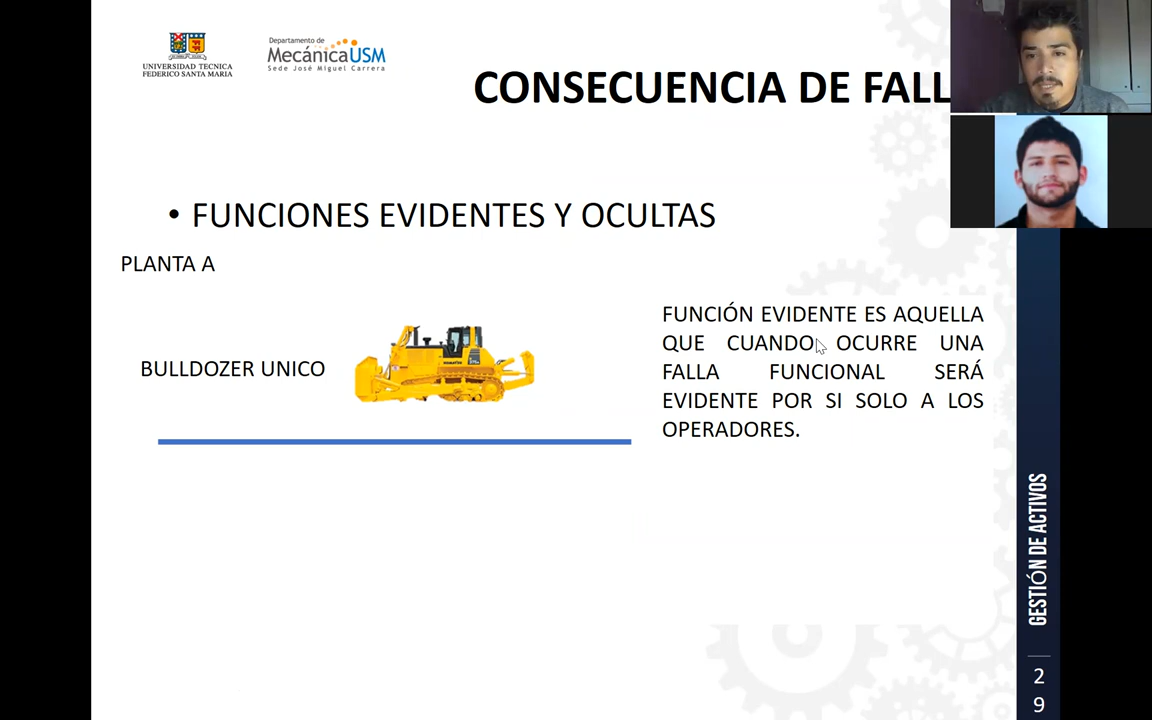 UNIVERSIDAD TECNICA
FEDERICO SANTA MARIA
Departamento de
MecánicaUSM
Sede José Miguel Carrera
CONSECUENCIA DE FALL
• FUNCIONES EVIDENTES Y OCULTAS
PLANTA A
BULLDOZER UNICO
FUNCIÓN EVIDENTE ES AQUELLA
QUE CUANDO OCURRE UNA
FALLA FUNCIONAL SERÁ
EVIDENTE POR SI SOLO A LOS
OPERADORES.
GESTIÓN DE ACTIVOS
2
9